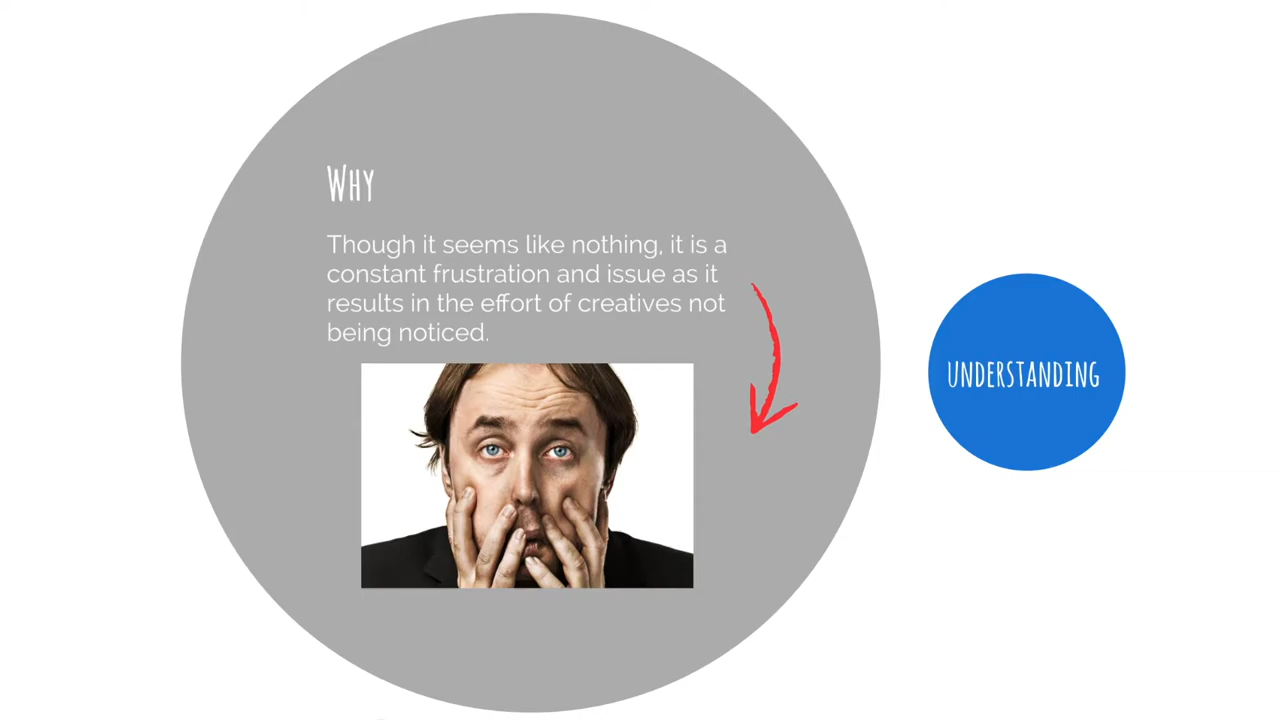 Why
Though it seems like nothing, it is a
constant frustration and issue as it
results in the effort of creatives not
being noticed.
UNDERSTANDING